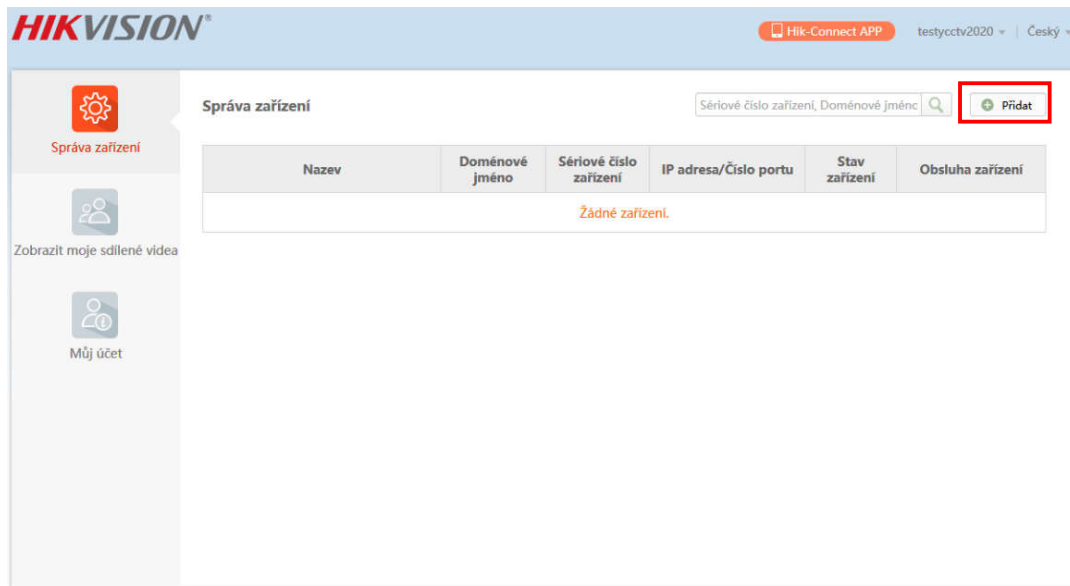 HIKVISION®
Hik-Connect APP
testycctv2020
Český
Správa zařízení
Zobrazit moje sdílené videa
Můj účet
Správa zařízení
Sériové číslo zařízení, Doménové jménc
Přidat
Nazev
Doménové jméno
Sériové číslo zařízení
IP adresa/Číslo portu
Stav zařízení
Obsluha zařízení
Žádné zařízení.